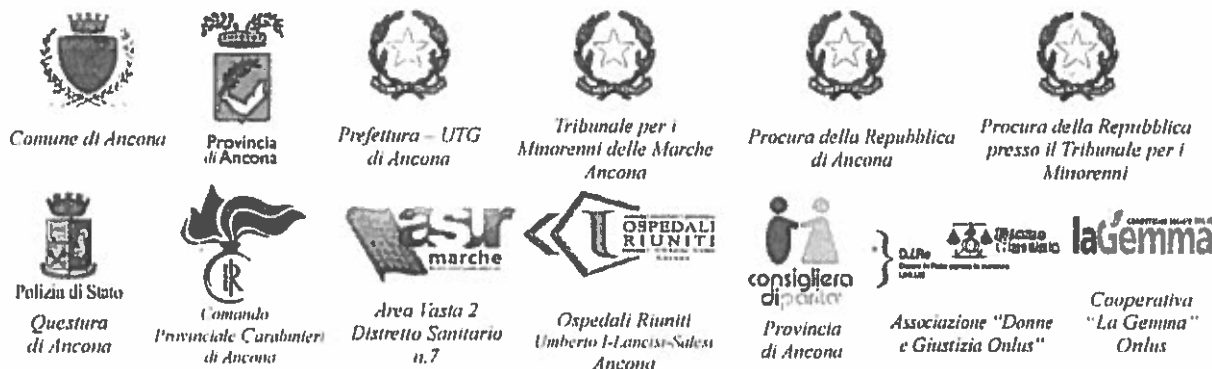 Comune di Ancona
Provincia
di Ancona
Prefettura – UTG
di Ancona
Tribunale per i
Minorenni delle Marche
Ancona
Procura della Repubblica
di Ancona
Procura della Repubblica
presso il Tribunale per i
Minorenni
Polizia di Stato
Questura
di Ancona
Comando
Provinciale Carabinieri
di Ancona
asur
marche
Area Vasta 2
Distretto Sanitario
n.7
OSPEDALI
RIUNITI
Ospedali Riuniti
Umberto I-Lancisi-Salesi
Ancona
consigliera
di parità
Provincia
di Ancona
D.i.Re
Associazione "Donne
e Giustizia Onlus"
laGemma
Cooperativa
"La Gemma"
Onlus